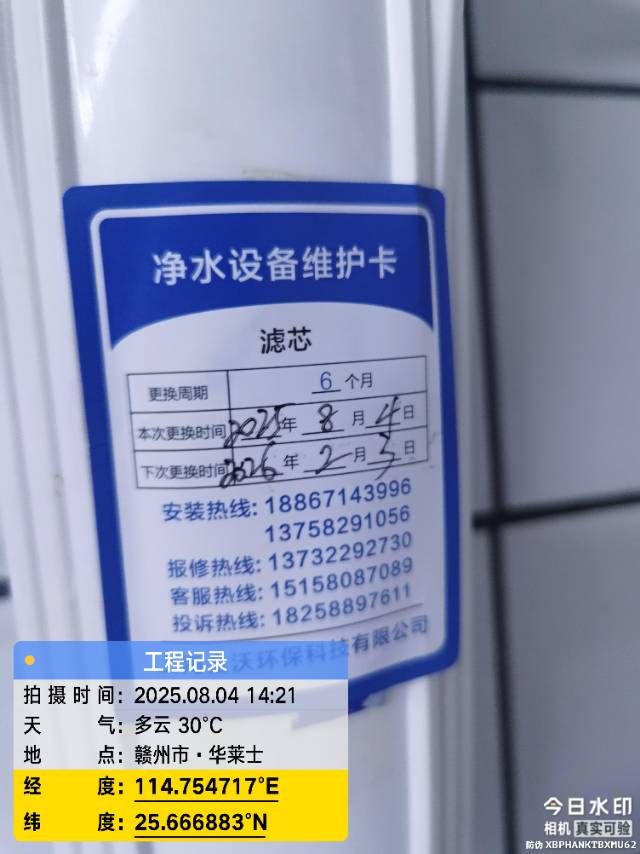 净水设备维护卡
滤芯
更换周期 6 个月
本次更换时间 2025 年 8 月 4 日
下次更换时间 2026 年 2 月 3 日
安装热线: 18867143996
13758291056
报修热线: 13732292730
客服热线: 15158087089
投诉热线: 18258897611
沃环保科技有限公司
工程记录
拍摄时间: 2025.08.04 14:21
天气: 多云 30°C
地点: 赣州市·华莱士
经度: 114.754717°E
纬度: 25.666883°N
今日水印
相机 真实可验
防伪 XBPHANKTBXMU62